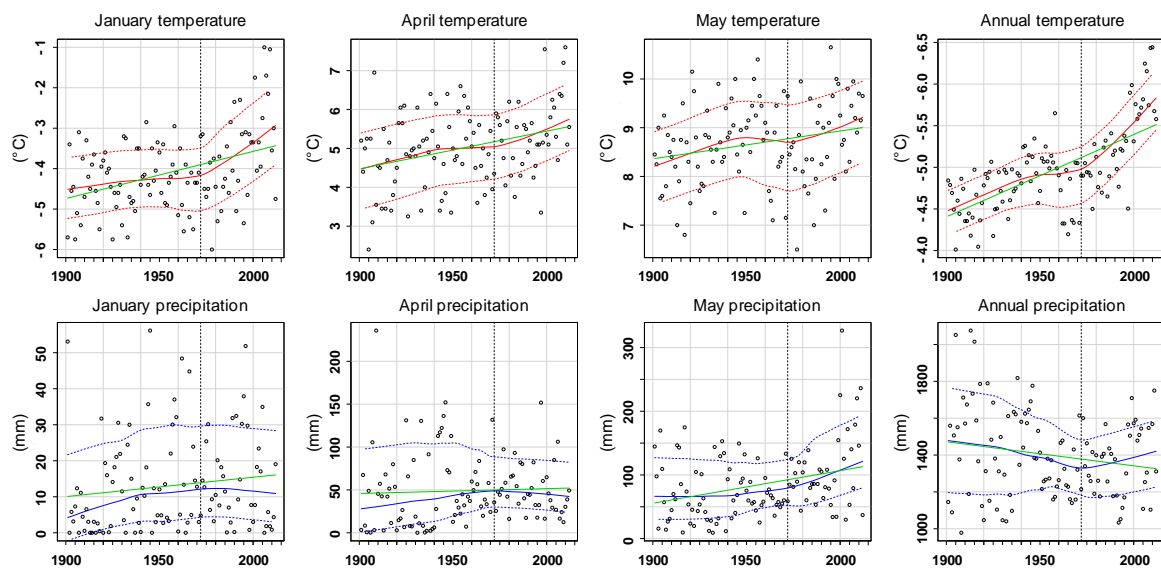 January temperature
- 1
- 2
- 3
- 4
- 5
- 6
(°C)
1900 1950 2000
April temperature
7
6
5
4
3
(°C)
1900 1950 2000
May temperature
10
9
8
7
(°C)
1900 1950 2000
Annual temperature
- 6.5
- 6.0
- 5.5
- 5.0
- 4.5
- 4.0
(°C)
1900 1950 2000
January precipitation
50
40
30
20
10
0
(mm)
1900 1950 2000
April precipitation
200
150
100
50
0
(mm)
1900 1950 2000
May precipitation
300
200
100
50
0
(mm)
1900 1950 2000
Annual precipitation
1800
1400
1000
(mm)
1900 1950 2000